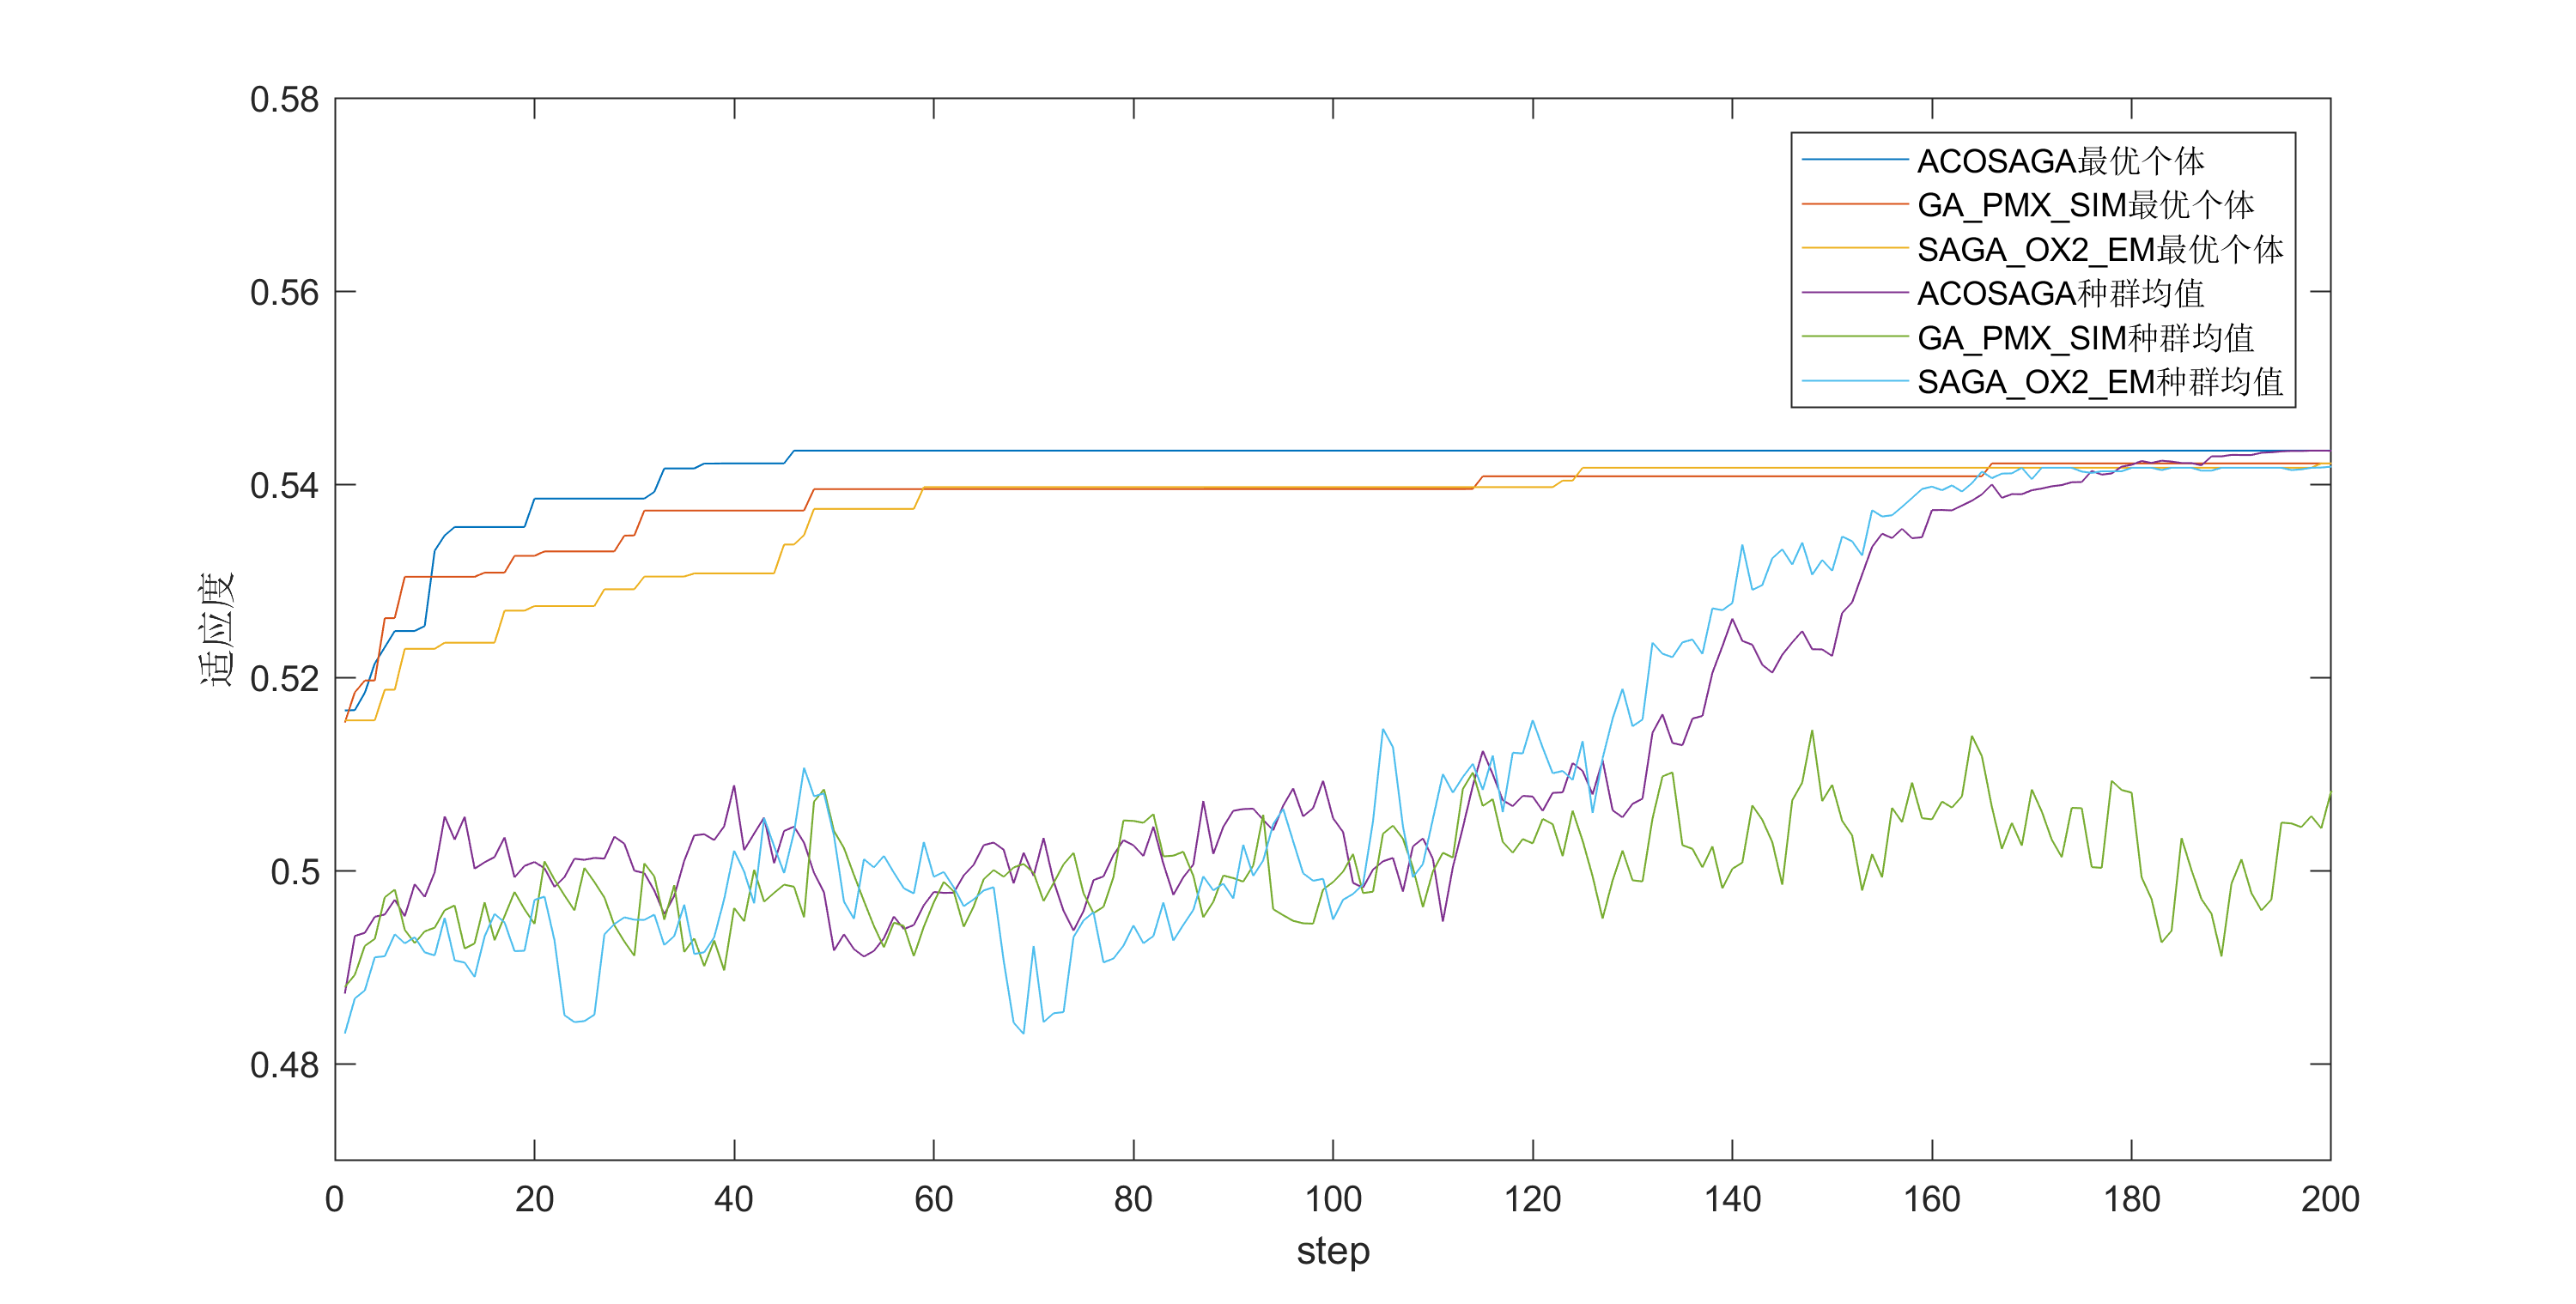 0.58
0.56
0.54
0.52
0.5
0.48
适应度
ACOSAGA最优个体
GA_PMX_SIM最优个体
SAGA_OX2_EM最优个体
ACOSAGA种群均值
GA_PMX_SIM种群均值
SAGA_OX2_EM种群均值
0 20 40 60 80 100 120 140 160 180 200
step